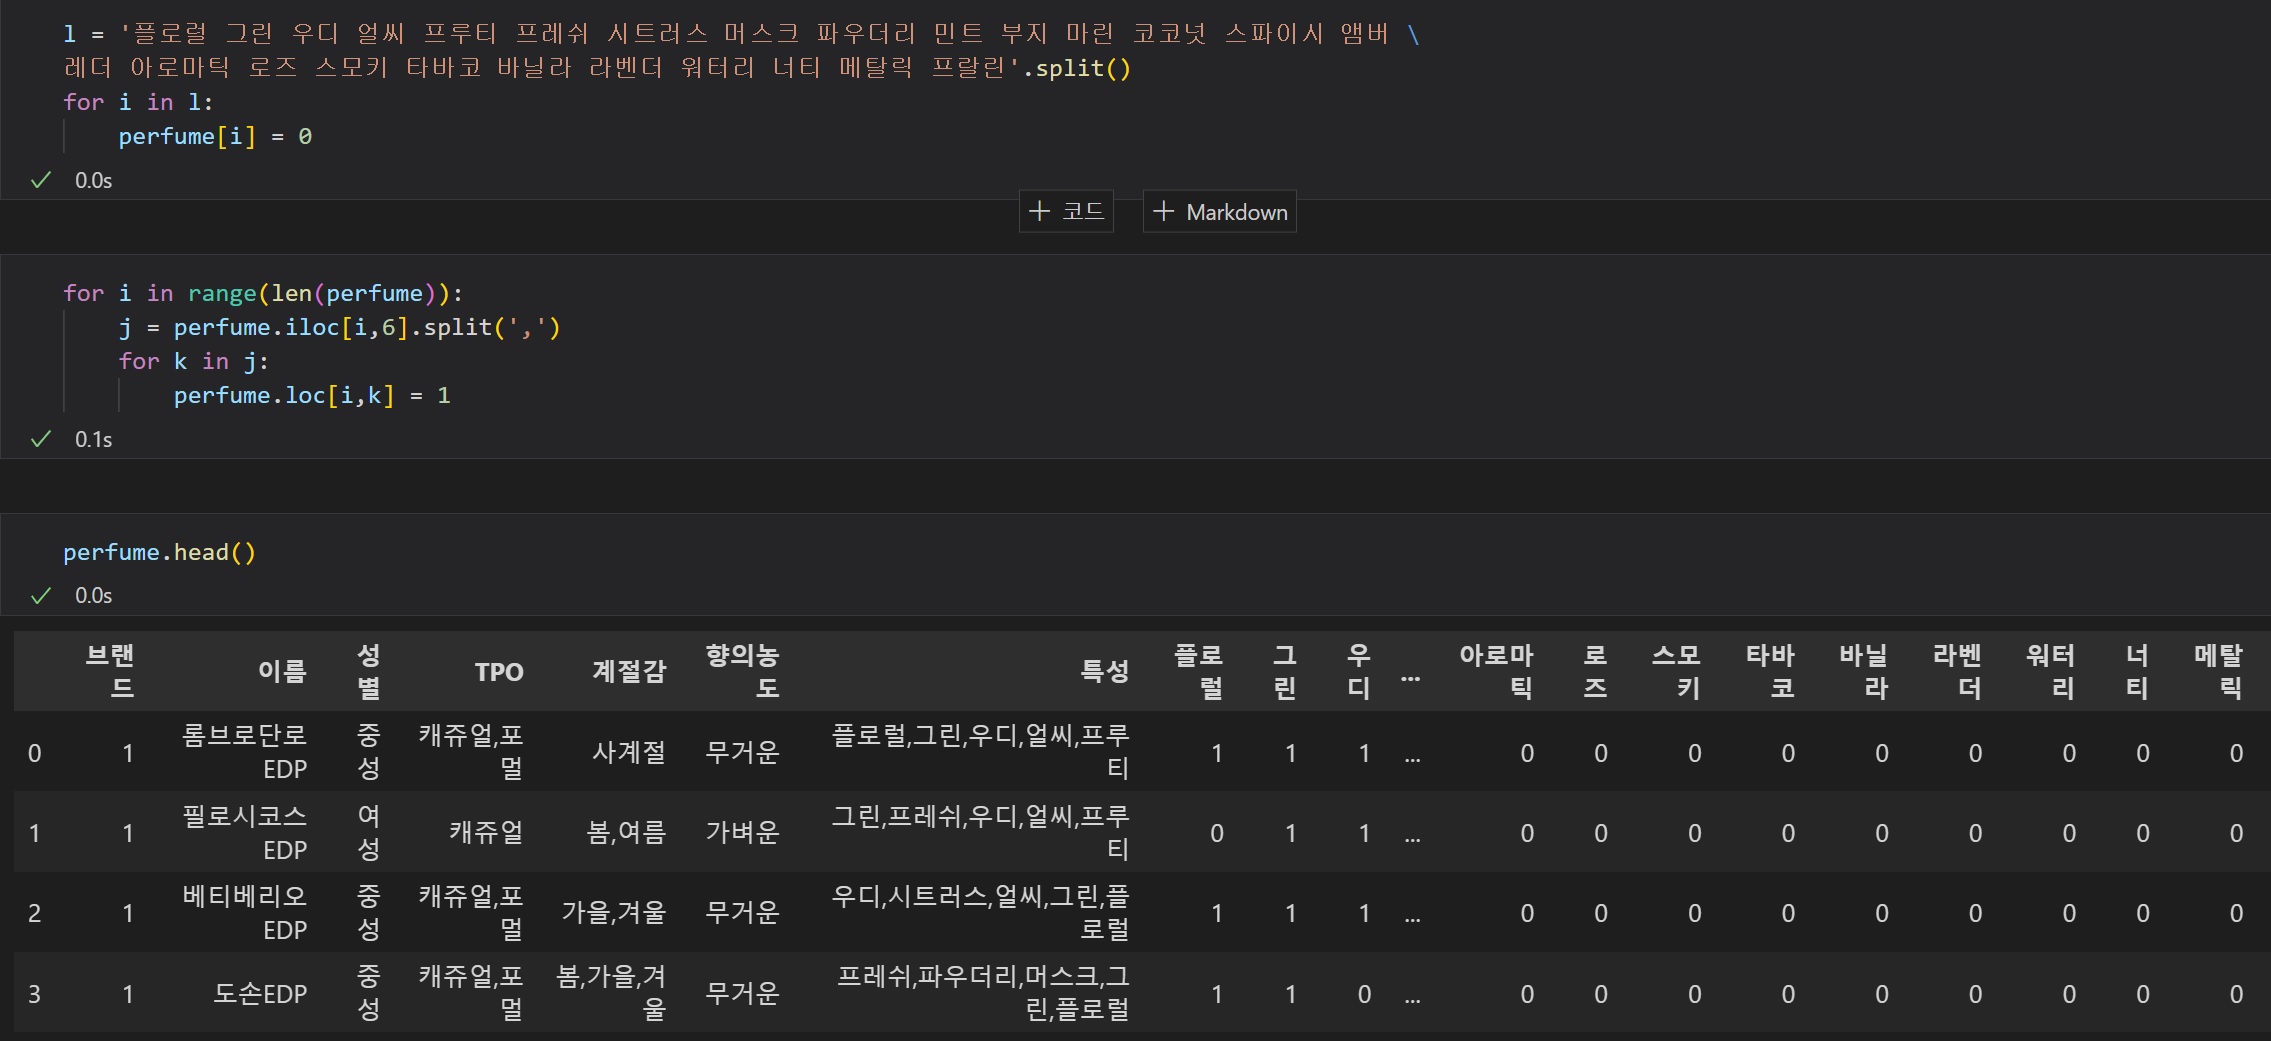 l = '플로럴 그린 우디 얼씨 프루티 프레쉬 시트러스 머스크 파우더리 민트 부지 마린 코코넛 스파이시 앰버 \
레더 아로마틱 로즈 스모키 타바코 바닐라 라벤더 워터리 너티 메탈릭 프랄린'.split()
for i in l:
    perfume[i] = 0
0.0s
코드 Markdown
for i in range(len(perfume)):
    j = perfume.iloc[i,6].split(',')
    for k in j:
        perfume.loc[i,k] = 1
0.1s
perfume.head()
0.0s
브랜드 이름 성별 TPO 계절감 향의농도 특성 플로럴 그린 우디 ... 아로마틱 로즈 스모키 타바코 바닐라 라벤더 워터리 너티 메탈릭
0 1 롬브로단로EDP 중성 캐쥬얼,포멀 사계절 무거운 플로럴,그린,우디,얼씨,프루티 1 1 1 ... 0 0 0 0 0 0 0 0 0
1 1 필로시코스EDP 여성 캐쥬얼 봄,여름 가벼운 그린,프레쉬,우디,얼씨,프루티 0 1 1 ... 0 0 0 0 0 0 0 0 0
2 1 베티베리오EDP 중성 캐쥬얼,포멀 가을,겨울 무거운 우디,시트러스,얼씨,그린,플로럴 1 1 1 ... 0 0 0 0 0 0 0 0 0
3 1 도손EDP 중성 캐쥬얼,포멀 봄,가을,겨울 무거운 프레쉬,파우더리,머스크,그린,플로럴 1 1 0 ... 0 0 0 0 0 0 0 0 0